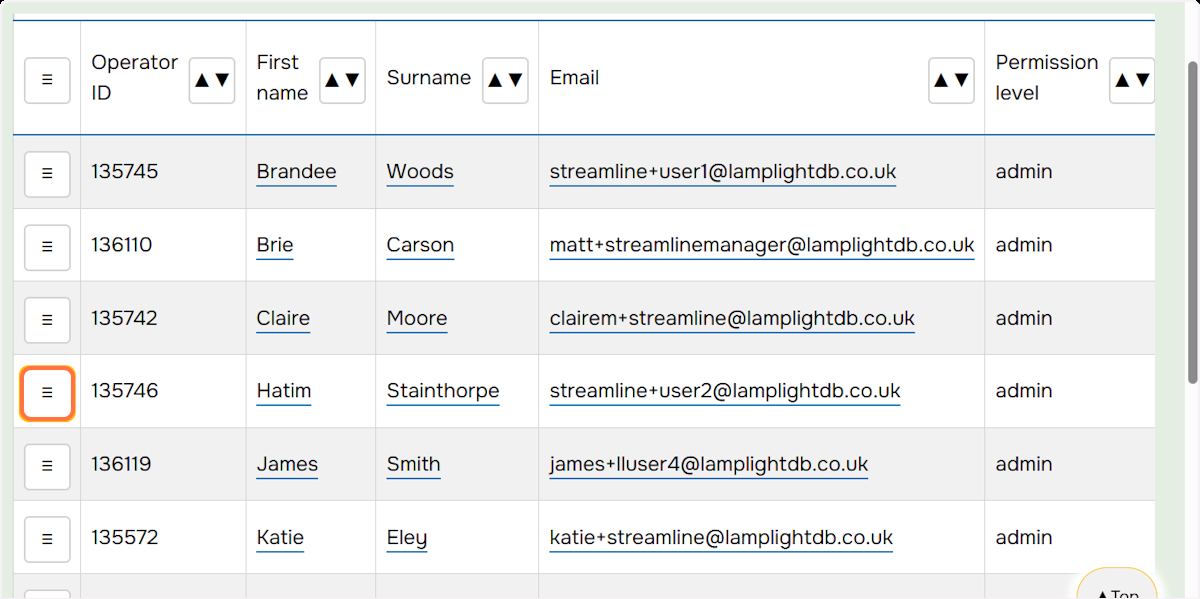 ☰ Operator ID ▲▼ First name ▲▼ Surname ▲▼ Email ▲▼ Permission level ▲▼
☰ 135745 Brandee Woods streamline+user1@lamplightdb.co.uk admin
☰ 136110 Brie Carson matt+streamlinemanager@lamplightdb.co.uk admin
☰ 135742 Claire Moore clairem+streamline@lamplightdb.co.uk admin
☰ 135746 Hatim Stainthorpe streamline+user2@lamplightdb.co.uk admin
☰ 136119 James Smith james+lluser4@lamplightdb.co.uk admin
☰ 135572 Katie Eley katie+streamline@lamplightdb.co.uk admin
▲Top